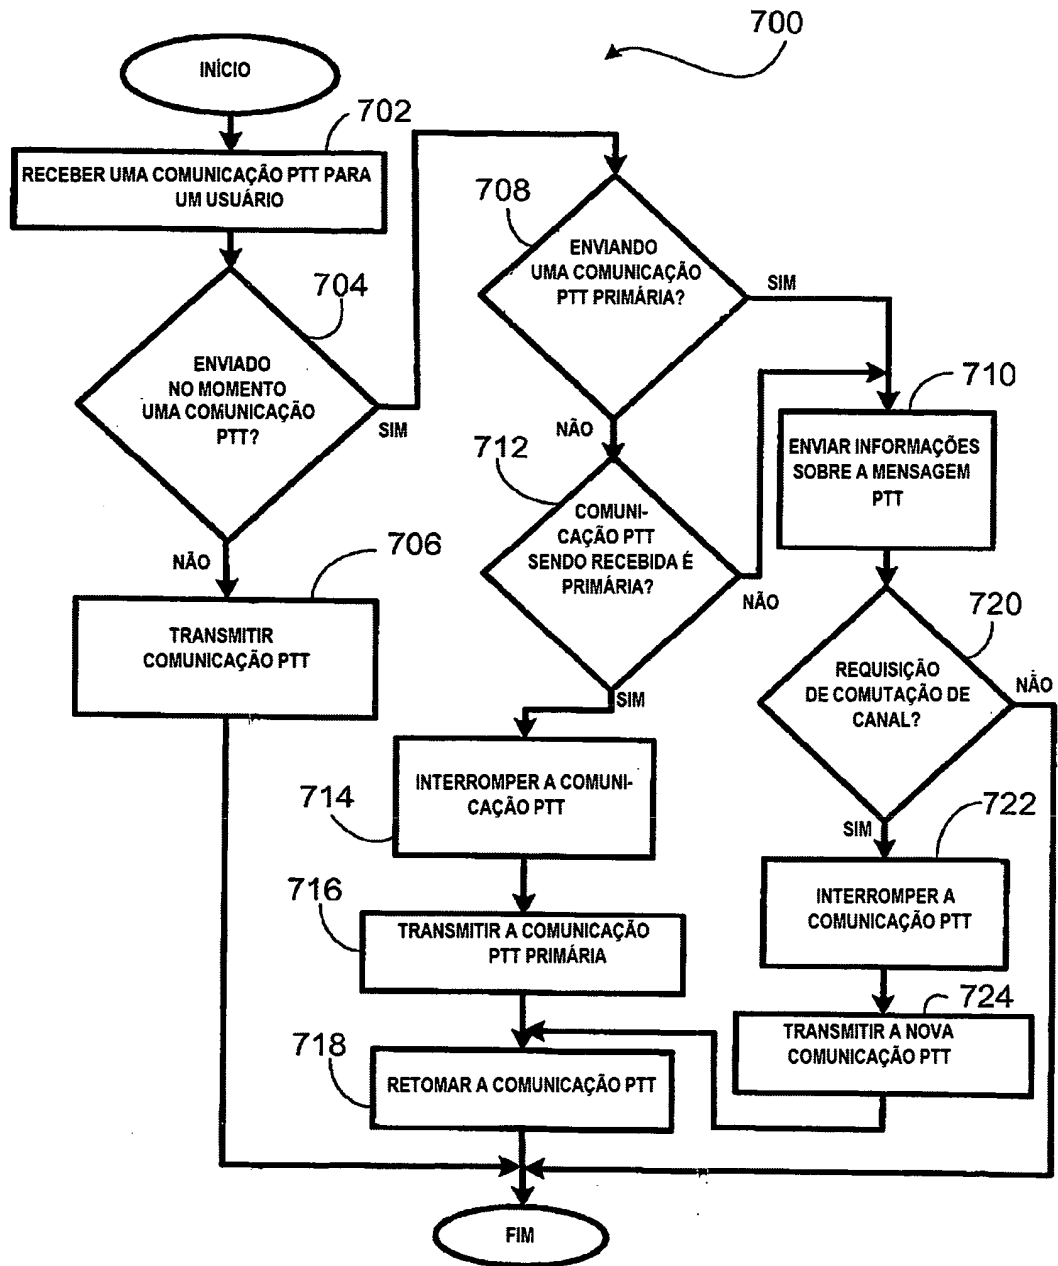 700
INÍCIO
702
RECEBER UMA COMUNICAÇÃO PTT PARA
UM USUÁRIO
704
ENVIADO
NO MOMENTO
UMA COMUNICAÇÃO
PTT?
SIM
NÃO
706
TRANSMITIR
COMUNICAÇÃO PTT
708
ENVIANDO
UMA COMUNICAÇÃO
PTT PRIMÁRIA?
SIM
NÃO
710
ENVIAR INFORMAÇÕES
SOBRE A MENSAGEM
PTT
712
COMUNI-
CAÇÃO PTT
SENDO RECEBIDA É
PRIMÁRIA?
NÃO
SIM
714
INTERROMPER A COMUNI-
CAÇÃO PTT
716
TRANSMITIR A COMUNICAÇÃO
PTT PRIMÁRIA
718
RETOMAR A COMUNICAÇÃO PTT
720
REQUISIÇÃO
DE COMUTAÇÃO DE
CANAL?
NÃO
SIM
722
INTERROMPER A
COMUNICAÇÃO PTT
724
TRANSMITIR A NOVA
COMUNICAÇÃO PTT
FIM